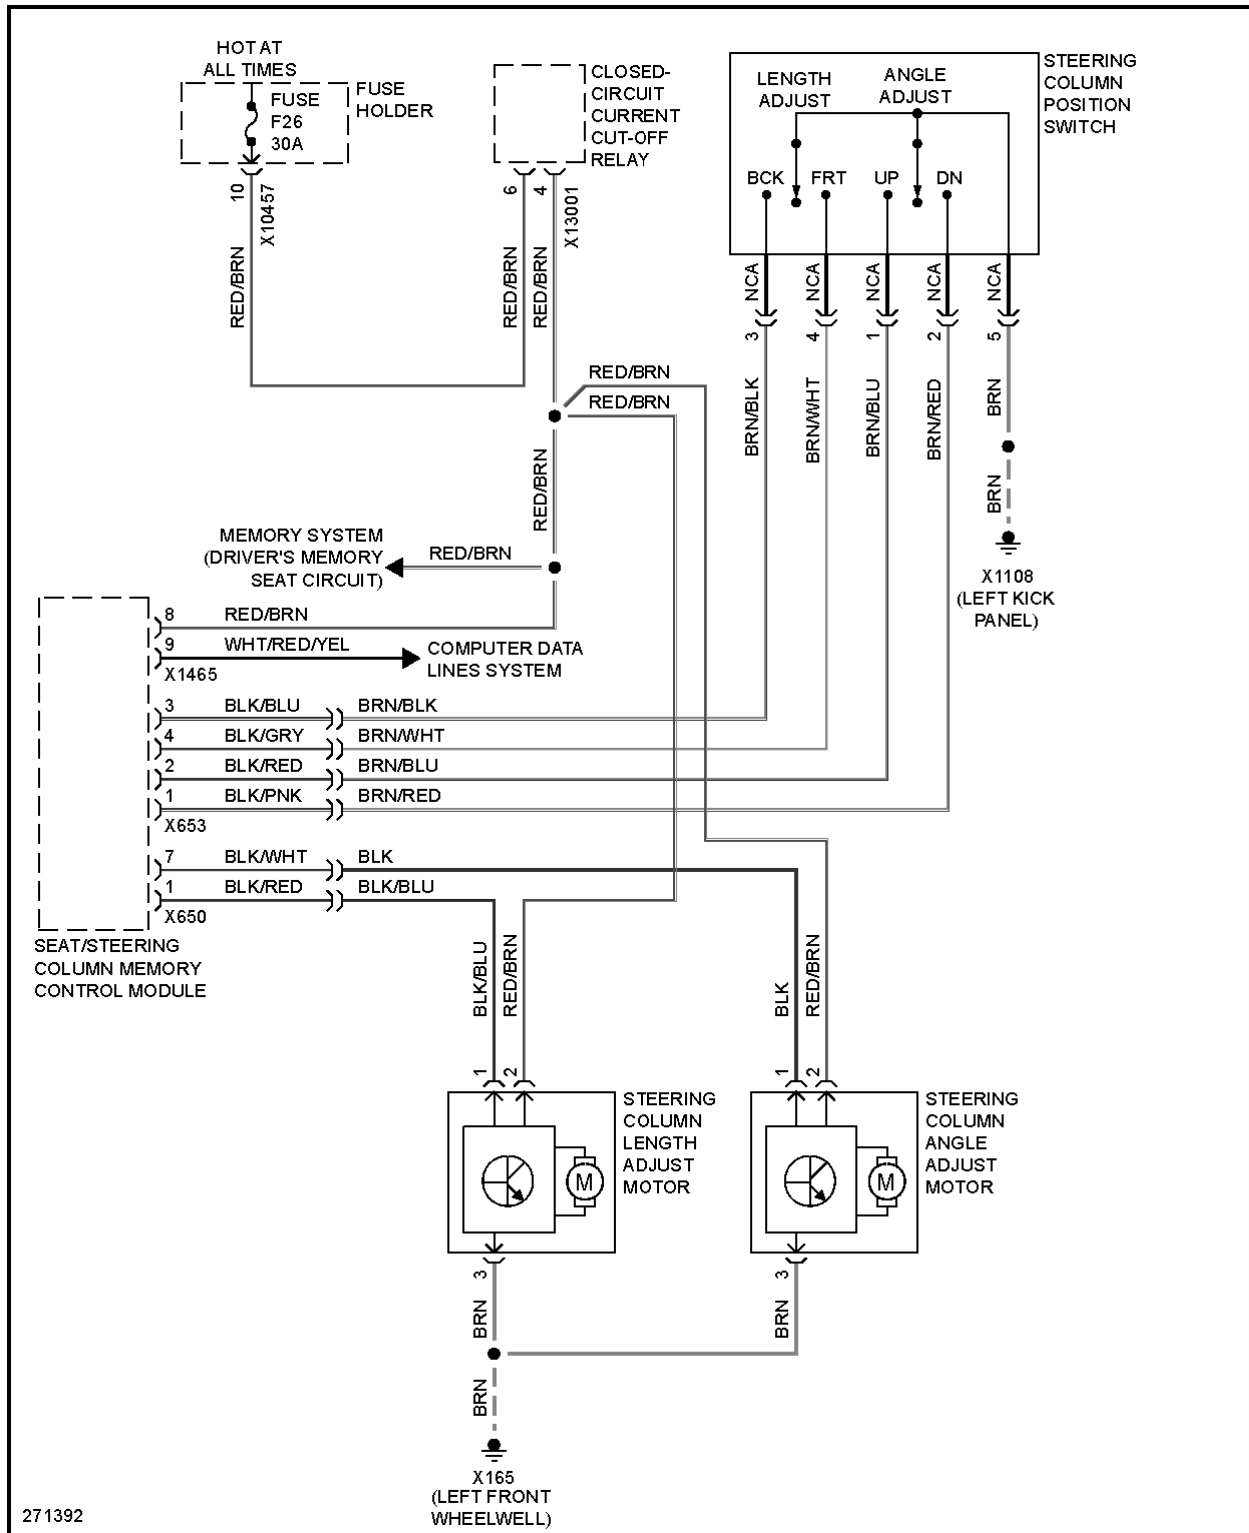 HOT AT
ALL TIMES
FUSE
F26
30A
FUSE
HOLDER
10
X10457
RED/BRN
CLOSED-
CIRCUIT
CURRENT
CUT-OFF
RELAY
6
4
X13001
RED/BRN
RED/BRN
LENGTH
ADJUST
ANGLE
ADJUST
BCK
FRT
UP
DN
STEERING
COLUMN
POSITION
SWITCH
NCA
NCA
NCA
NCA
NCA
3
4
1
2
5
BRN/BLK
BRN/WHT
BRN/BLU
BRN/RED
BRN
BRN
X1108
(LEFT KICK
PANEL)
RED/BRN
RED/BRN
RED/BRN
MEMORY SYSTEM
(DRIVER'S MEMORY
SEAT CIRCUIT)
RED/BRN
8 RED/BRN
9 WHT/RED/YEL
COMPUTER DATA
LINES SYSTEM
X1465
3 BLK/BLU BRN/BLK
4 BLK/GRY BRN/WHT
2 BLK/RED BRN/BLU
1 BLK/PNK BRN/RED
X653
7 BLK/WHT BLK
1 BLK/RED BLK/BLU
X650
SEAT/STEERING
COLUMN MEMORY
CONTROL MODULE
BLK/BLU
RED/BRN
BLK
RED/BRN
1
2
1
2
M
STEERING
COLUMN
LENGTH
ADJUST
MOTOR
M
STEERING
COLUMN
ANGLE
ADJUST
MOTOR
3
3
BRN
BRN
BRN
X165
(LEFT FRONT
WHEELWELL)
271392